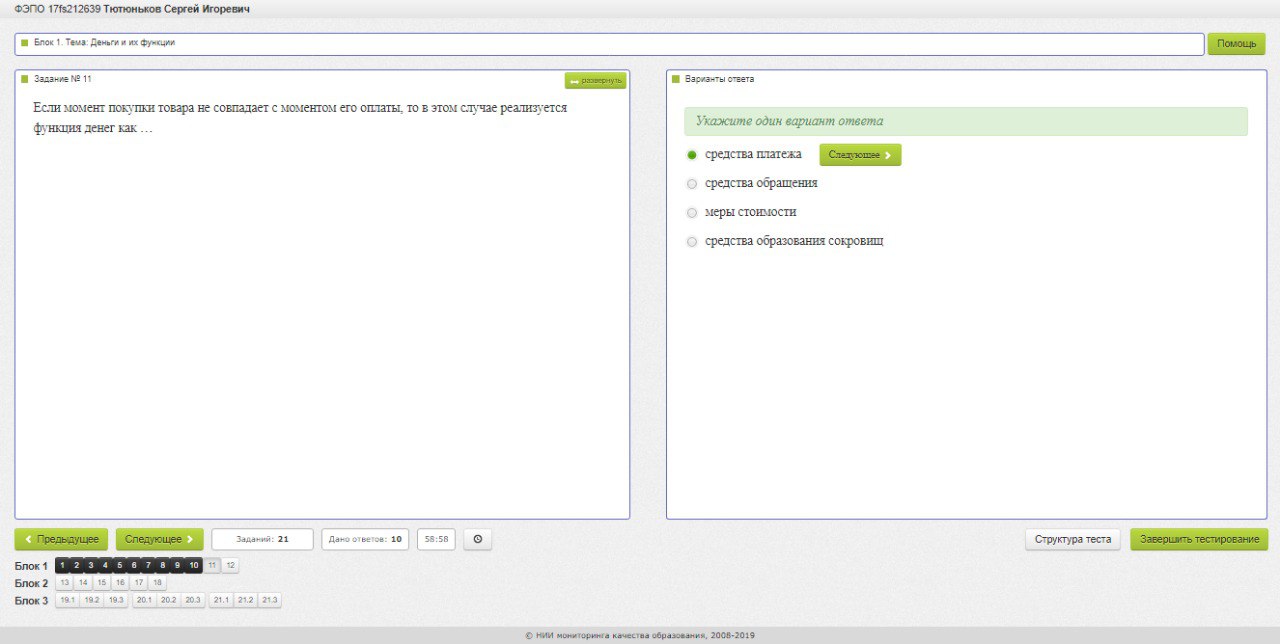 ФЭПО 17fs212639 Тютюньков Сергей Игоревич
Блок 1. Тема: Деньги и их функции
Помощь
Задание № 11
развернуть
Если момент покупки товара не совпадает с моментом его оплаты, то в этом случае реализуется
функция денег как …
Варианты ответа
Укажите один вариант ответа
средства платежа
Следующее
средства обращения
меры стоимости
средства образования сокровищ
Предыдущее
Следующее
Заданий: 21
Дано ответов: 10
58:58
Структура теста
Завершить тестирование
Блок 1 1 2 3 4 5 6 7 8 9 10 11 12
Блок 2 13 14 15 16 17 18
Блок 3 19.1 19.2 19.3 20.1 20.2 20.3 21.1 21.2 21.3
© НИИ мониторинга качества образования, 2008-2019